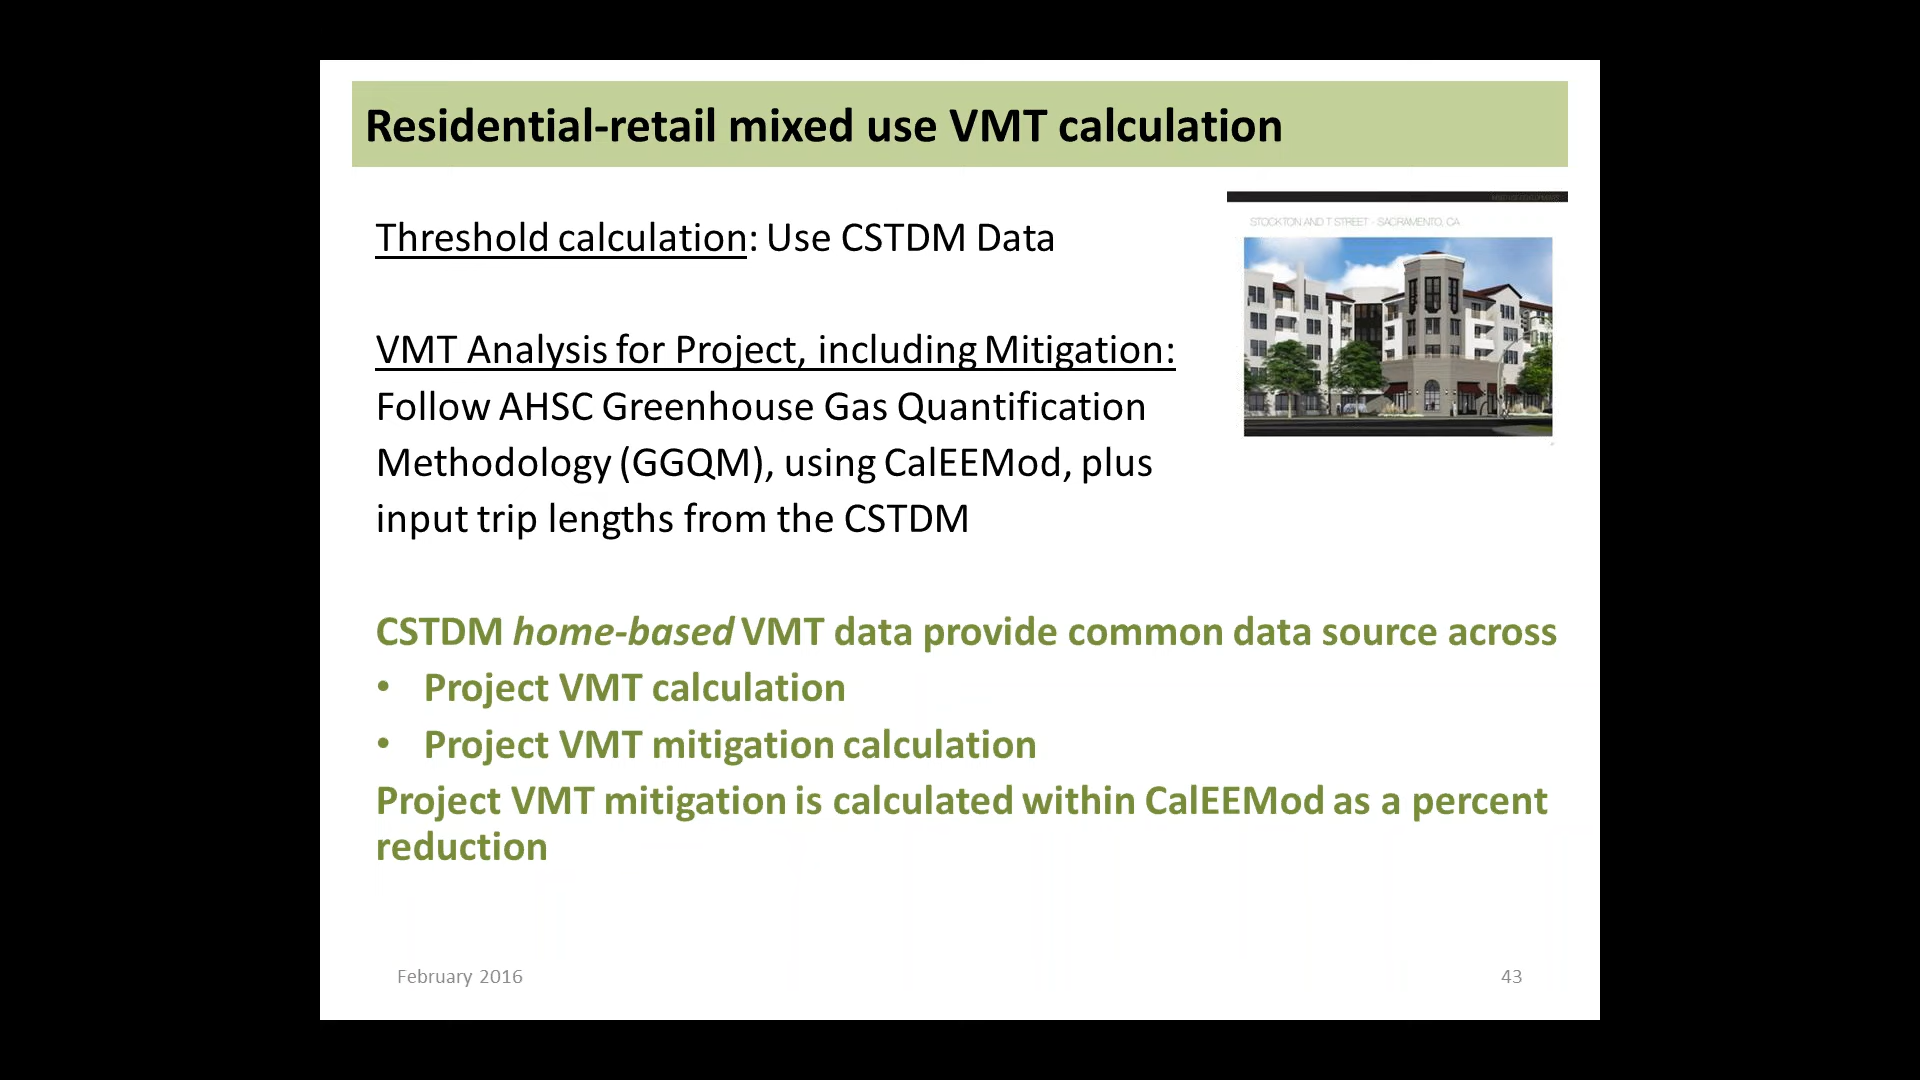 Residential-retail mixed use VMT calculation
STOCKTON AND T STREET - SACRAMENTO, CA
Threshold calculation: Use CSTDM Data
VMT Analysis for Project, including Mitigation:
Follow AHSC Greenhouse Gas Quantification
Methodology (GGQM), using CalEEMod, plus
input trip lengths from the CSTDM
CSTDM home-based VMT data provide common data source across
• Project VMT calculation
• Project VMT mitigation calculation
Project VMT mitigation is calculated within CalEEMod as a percent
reduction
February 2016
43